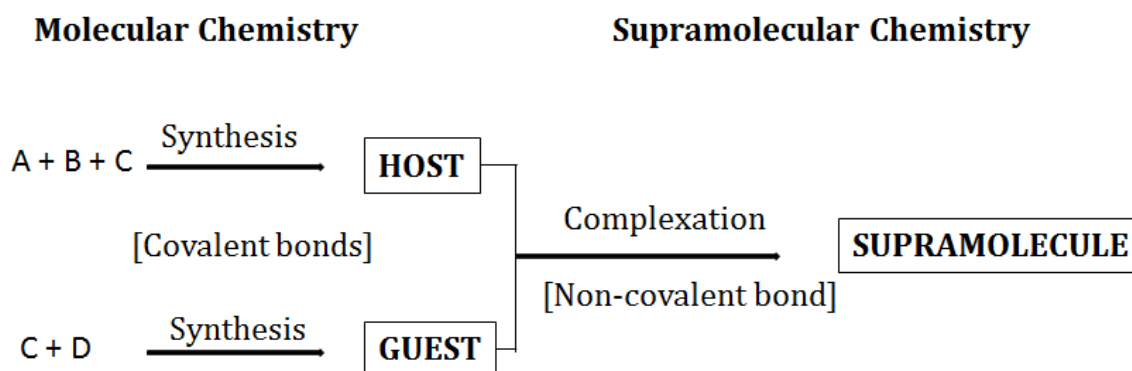 Molecular Chemistry
Supramolecular Chemistry
Synthesis
A + B + C
HOST
[Covalent bonds]
Complexation
SUPRAMOLECULE
[Non-covalent bond]
Synthesis
C + D
GUEST